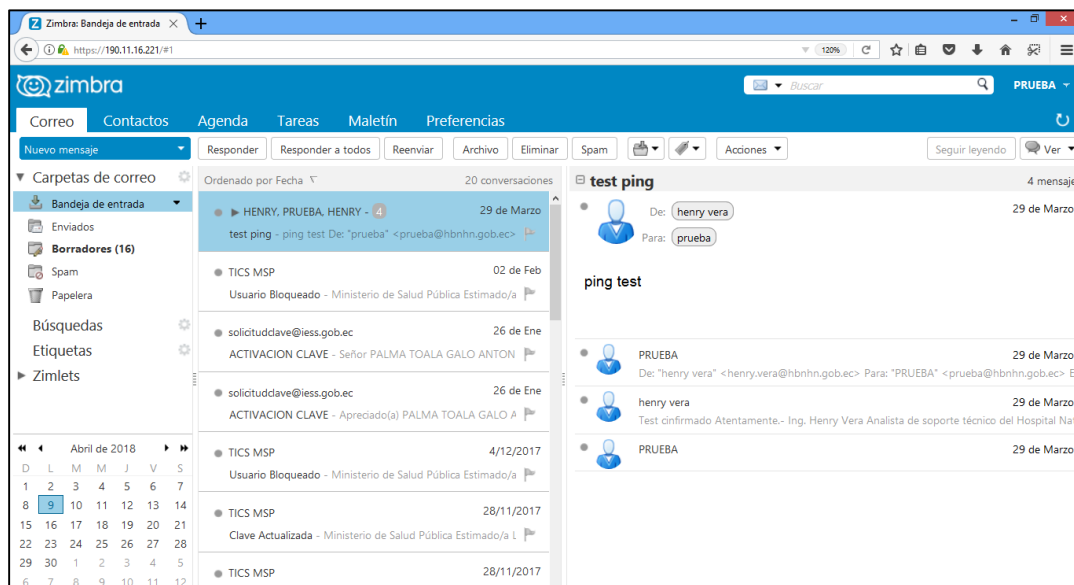 Zimbra: Bandeja de entrada
https://190.11.16.221/#1
120%
zimbra
Buscar
PRUEBA
Correo Contactos Agenda Tareas Maletín Preferencias
Nuevo mensaje
Responder Responder a todos Reenviar Archivo Eliminar Spam Acciones Seguir leyendo Ver
Carpetas de correo
Bandeja de entrada
Enviados
Borradores (16)
Spam
Papelera
Búsquedas
Etiquetas
Zimlets
Abril de 2018
D L M M J V S
1 2 3 4 5 6 7
8 9 10 11 12 13 14
15 16 17 18 19 20 21
22 23 24 25 26 27 28
29 30 1 2 3 4 5
6 7 8 9 10 11 12
Ordenado por Fecha 20 conversaciones
HENRY, PRUEBA, HENRY - 4 29 de Marzo
test ping - ping test De: "prueba" <prueba@hbnhn.gob.ec>
TICS MSP 02 de Feb
Usuario Bloqueado - Ministerio de Salud Pública Estimado/a
solicitudclave@iess.gob.ec 26 de Ene
ACTIVACION CLAVE - Señor PALMA TOALA GALO ANTON
solicitudclave@iess.gob.ec 26 de Ene
ACTIVACION CLAVE - Apreciado(a) PALMA TOALA GALO A
TICS MSP 4/12/2017
Usuario Bloqueado - Ministerio de Salud Pública Estimado/a
TICS MSP 28/11/2017
Clave Actualizada - Ministerio de Salud Pública Estimado/a L
TICS MSP 28/11/2017
test ping 4 mensaje
De: henry vera 29 de Marzo
Para: prueba
ping test
PRUEBA 29 de Marzo
De: "henry vera" <henry.vera@hbnhn.gob.ec> Para: "PRUEBA" <prueba@hbnhn.gob.ec> E
henry vera 29 de Marzo
Test cinfirmado Atentamente.- Ing. Henry Vera Analista de soporte técnico del Hospital Nat
PRUEBA 29 de Marzo